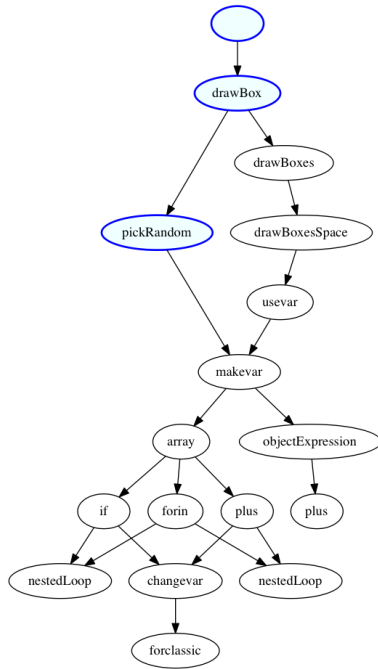 drawBox
drawBoxes
pickRandom
drawBoxesSpace
usevar
makevar
array
objectExpression
if
forin
plus
plus
nestedLoop
changevar
nestedLoop
forclassic